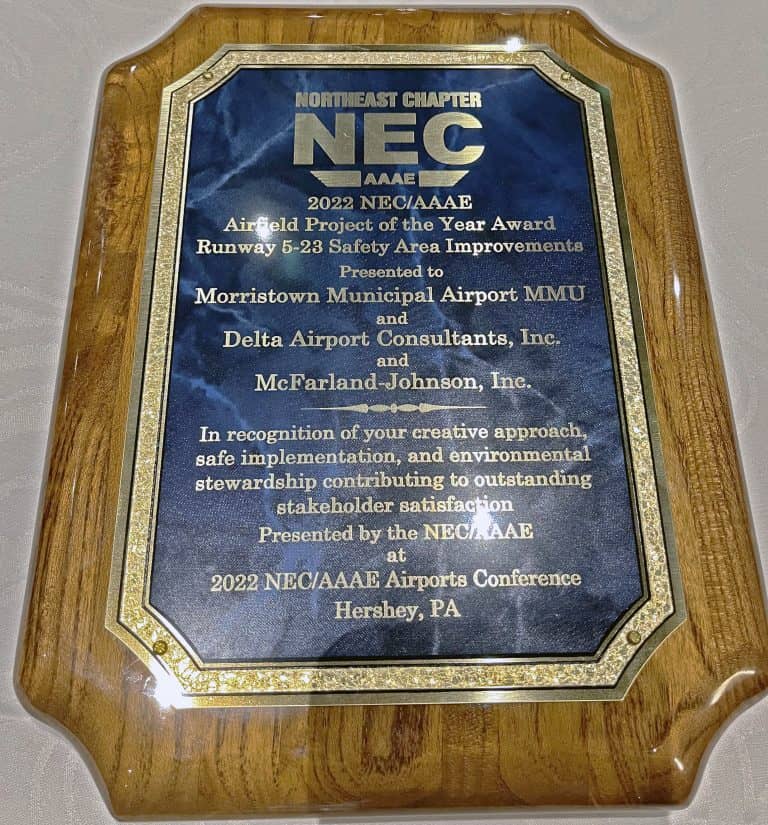 NORTHEAST CHAPTER
NEC
AAAE
2022 NEC/AAAE
Airfield Project of the Year Award
Runway 5-23 Safety Area Improvements
Presented to
Morristown Municipal Airport MMU
and
Delta Airport Consultants, Inc.
and
McFarland-Johnson, Inc.
In recognition of your creative approach,
safe implementation, and environmental
stewardship contributing to outstanding
stakeholder satisfaction
Presented by the NEC/AAAE
at
2022 NEC/AAAE Airports Conference
Hershey, PA